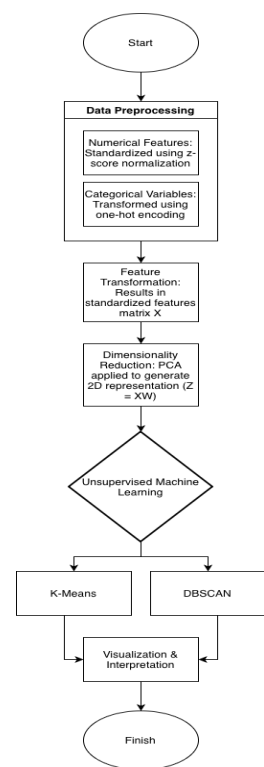 Start
Data Preprocessing
Numerical Features:
Standardized using z-
score normalization
Categorical Variables:
Transformed using
one-hot encoding
Feature
Transformation:
Results in
standardized features
matrix X
Dimensionality
Reduction: PCA
applied to generate
2D representation (Z
= XW)
Unsupervised Machine
Learning
K-Means
DBSCAN
Visualization &
Interpretation
Finish